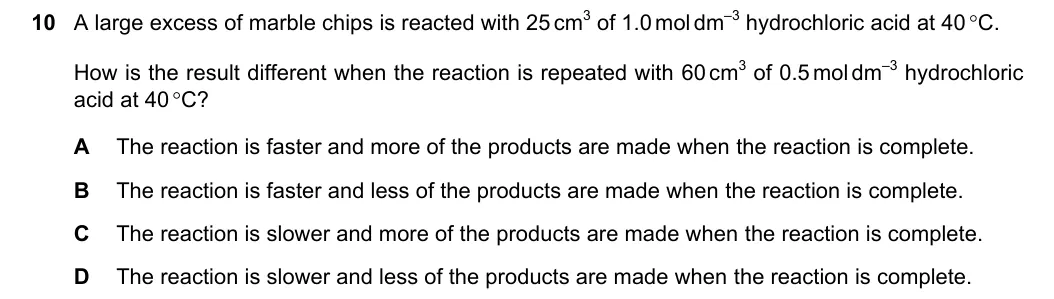 10 A large excess of marble chips is reacted with 25 cm³ of 1.0 mol dm⁻³ hydrochloric acid at 40 °C.
How is the result different when the reaction is repeated with 60 cm³ of 0.5 mol dm⁻³ hydrochloric
acid at 40 °C?
A The reaction is faster and more of the products are made when the reaction is complete.
B The reaction is faster and less of the products are made when the reaction is complete.
C The reaction is slower and more of the products are made when the reaction is complete.
D The reaction is slower and less of the products are made when the reaction is complete.